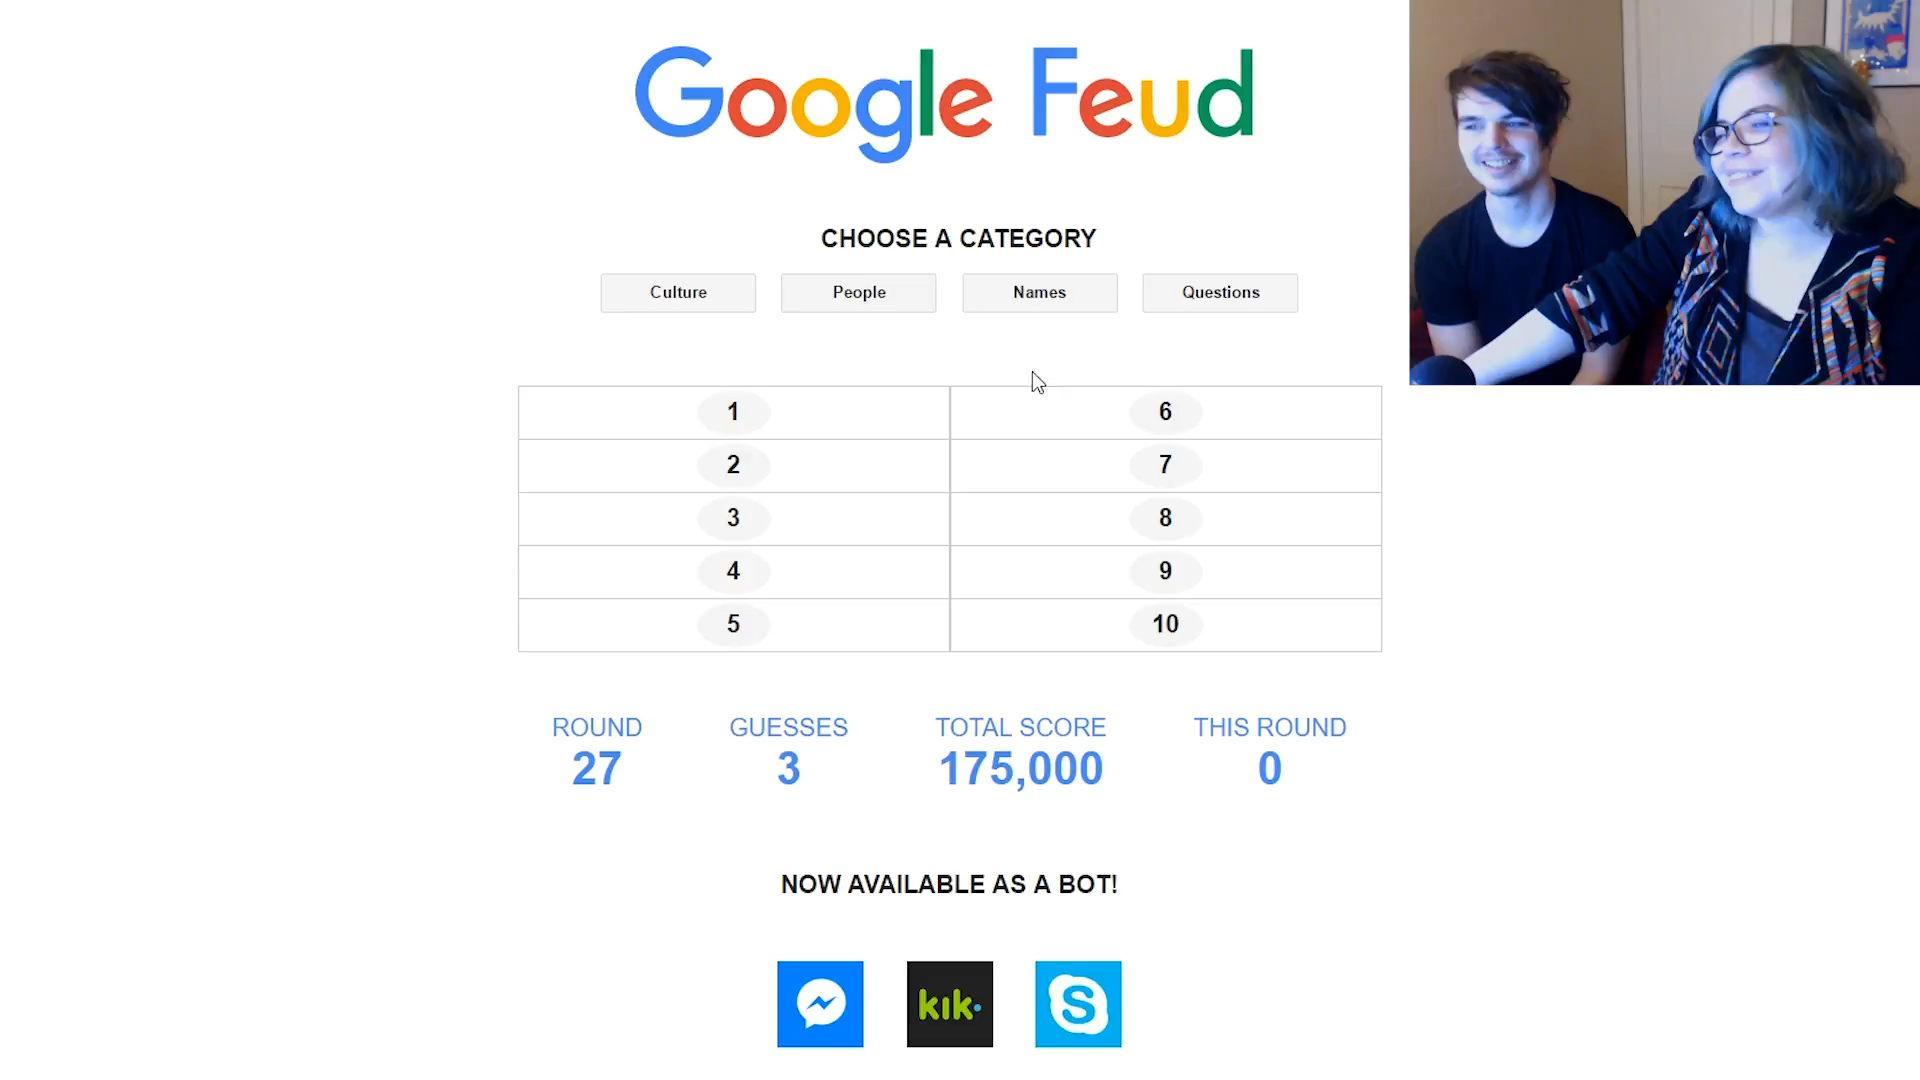 Google Feud
CHOOSE A CATEGORY
Culture People Names Questions
1 6
2 7
3 8
4 9
5 10
ROUND GUESSES TOTAL SCORE THIS ROUND
27 3 175,000 0
NOW AVAILABLE AS A BOT!
kik.
S